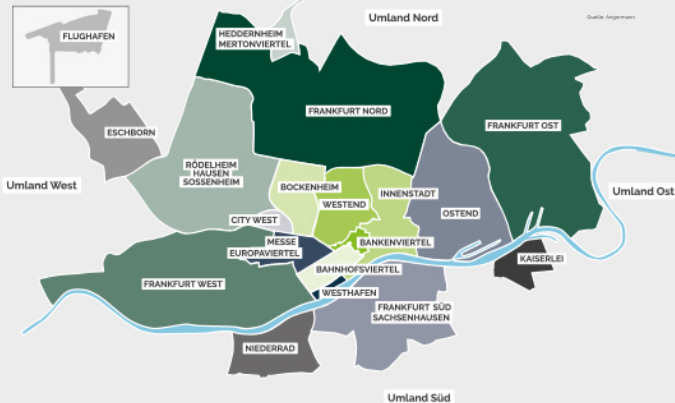 Umland Nord
Quelle: Angermann
FLUGHAFEN
HEDDERNHEIM
MERTONVIERTEL
FRANKFURT NORD
FRANKFURT OST
ESCHBORN
RÖDELHEIM
HAUSEN
SOSSENHEIM
Umland West
BOCKENHEIM
INNENSTADT
Umland Ost
WESTEND
CITY WEST
OSTEND
MESSE
EUROPAVIERTEL
BANKENVIERTEL
KAISERLEI
BAHNHOFSVIERTEL
FRANKFURT WEST
WESTHAFEN
FRANKFURT SÜD
SACHSENHAUSEN
NIEDERRAD
Umland Süd